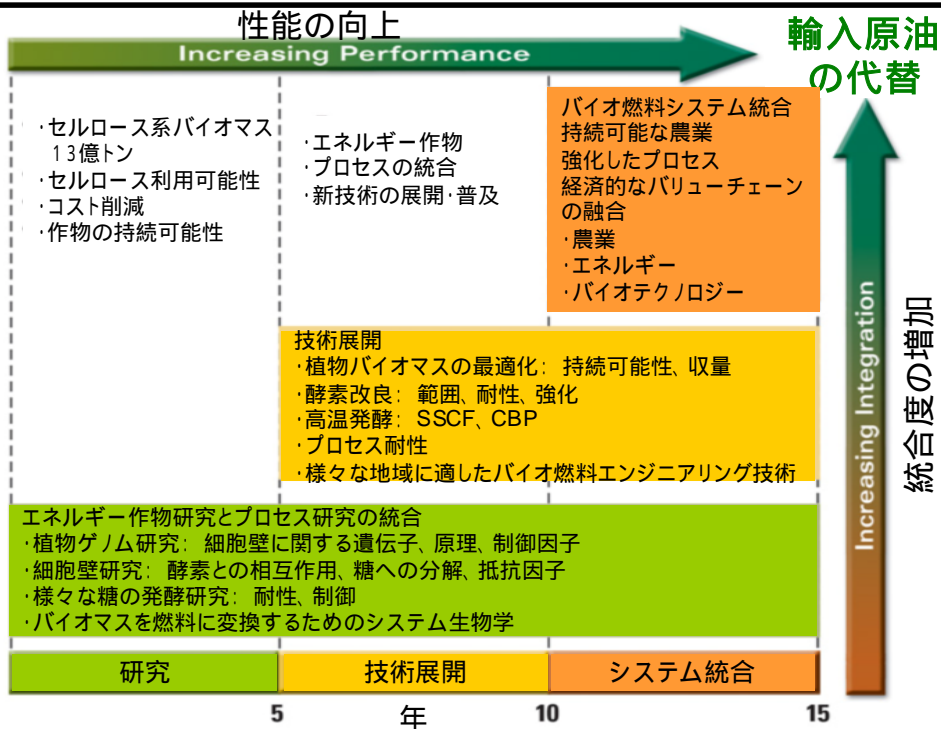 性能の向上
Increasing Performance
輸入原油
の代替
・セルロース系バイオマス
13億トン
・セルロース利用可能性
・コスト削減
・作物の持続可能性
・エネルギー作物
・プロセスの統合
・新技術の展開・普及
バイオ燃料システム統合
持続可能な農業
強化したプロセス
経済的なバリューチェーン
の融合
・農業
・エネルギー
・バイオテクノロジー
Increasing Integration
統合度の増加
技術展開
・植物バイオマスの最適化: 持続可能性、収量
・酵素改良: 範囲、耐性、強化
・高温発酵: SSCF、CBP
・プロセス耐性
・様々な地域に適したバイオ燃料エンジニアリング技術
エネルギー作物研究とプロセス研究の統合
・植物ゲノム研究: 細胞壁に関する遺伝子、原理、制御因子
・細胞壁研究: 酵素との相互作用、糖への分解、抵抗因子
・様々な糖の発酵研究: 耐性、制御
・バイオマスを燃料に変換するためのシステム生物学
研究
技術展開
システム統合
5
年
10
15